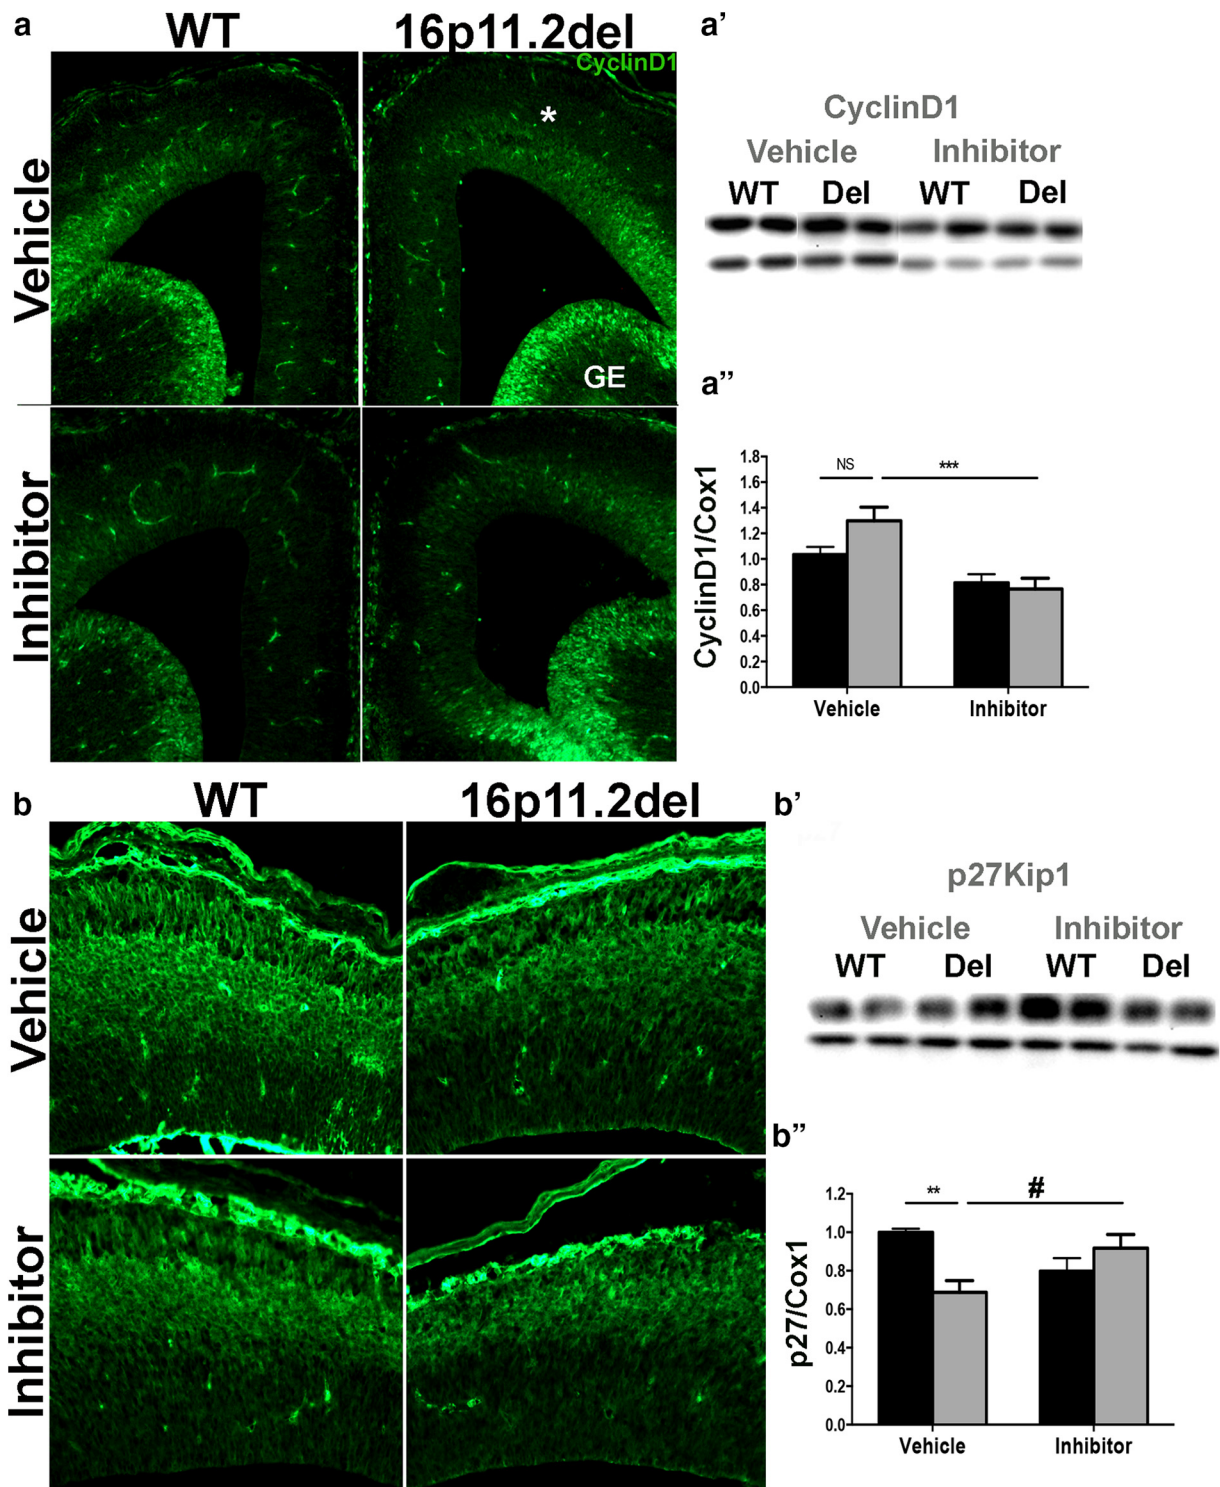 a
WT
16p11.2del
a'
CyclinD1
*
Vehicle
GE
Inhibitor
CyclinD1
Vehicle Inhibitor
WT Del WT Del
a"
CyclinD1/Cox1
NS
***
1.8
1.6
1.4
1.2
1.0
0.8
0.6
0.4
0.2
0.0
Vehicle Inhibitor
b
WT
16p11.2del
b'
Vehicle
Inhibitor
p27Kip1
Vehicle Inhibitor
WT Del WT Del
b"
p27/Cox1
**
#
1.2
1.0
0.8
0.6
0.4
0.2
0.0
Vehicle Inhibitor